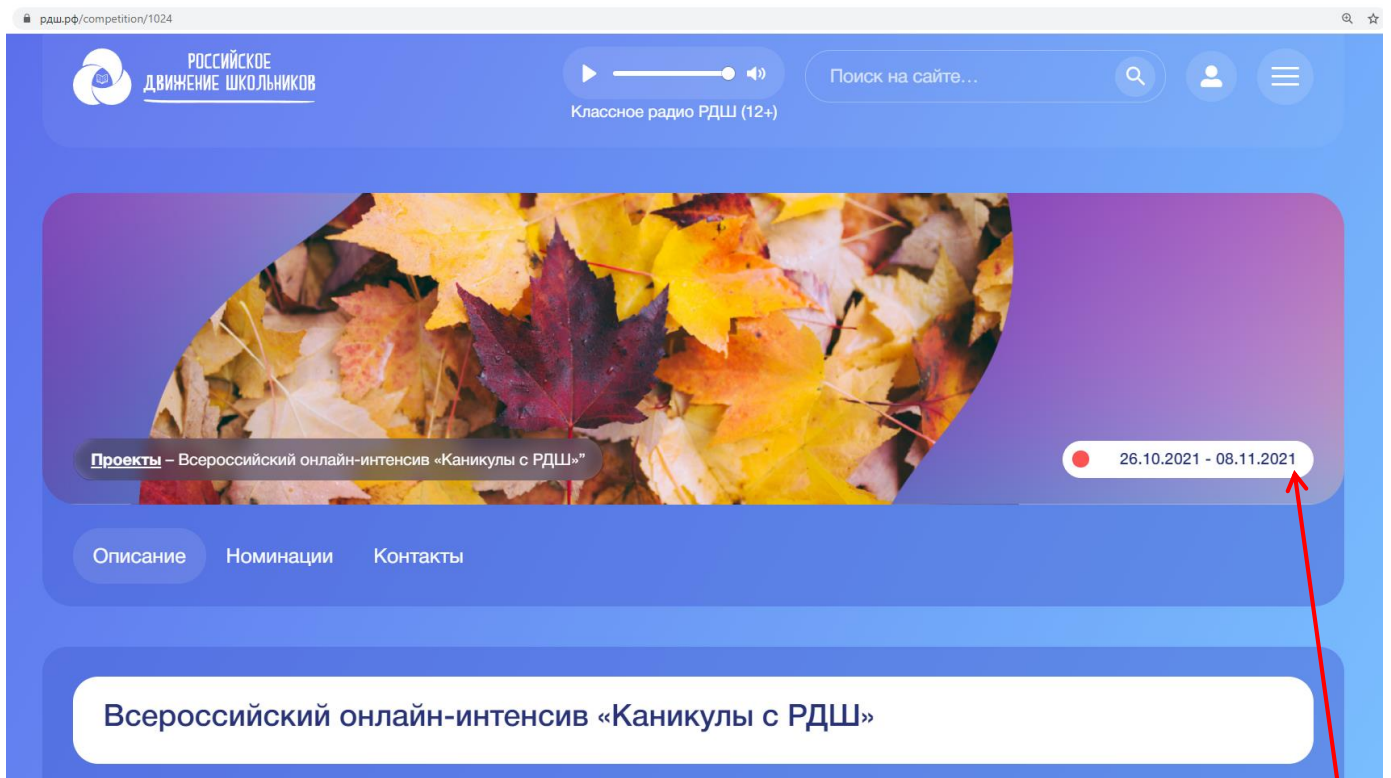 рдш.рф/competition/1024
РОССИЙСКОЕ
ДВИЖЕНИЕ ШКОЛЬНИКОВ
Классное радио РДШ (12+)
Поиск на сайте...
Проекты – Всероссийский онлайн-интенсив «Каникулы с РДШ»”
26.10.2021 - 08.11.2021
Описание Номинации Контакты
Всероссийский онлайн-интенсив «Каникулы с РДШ»